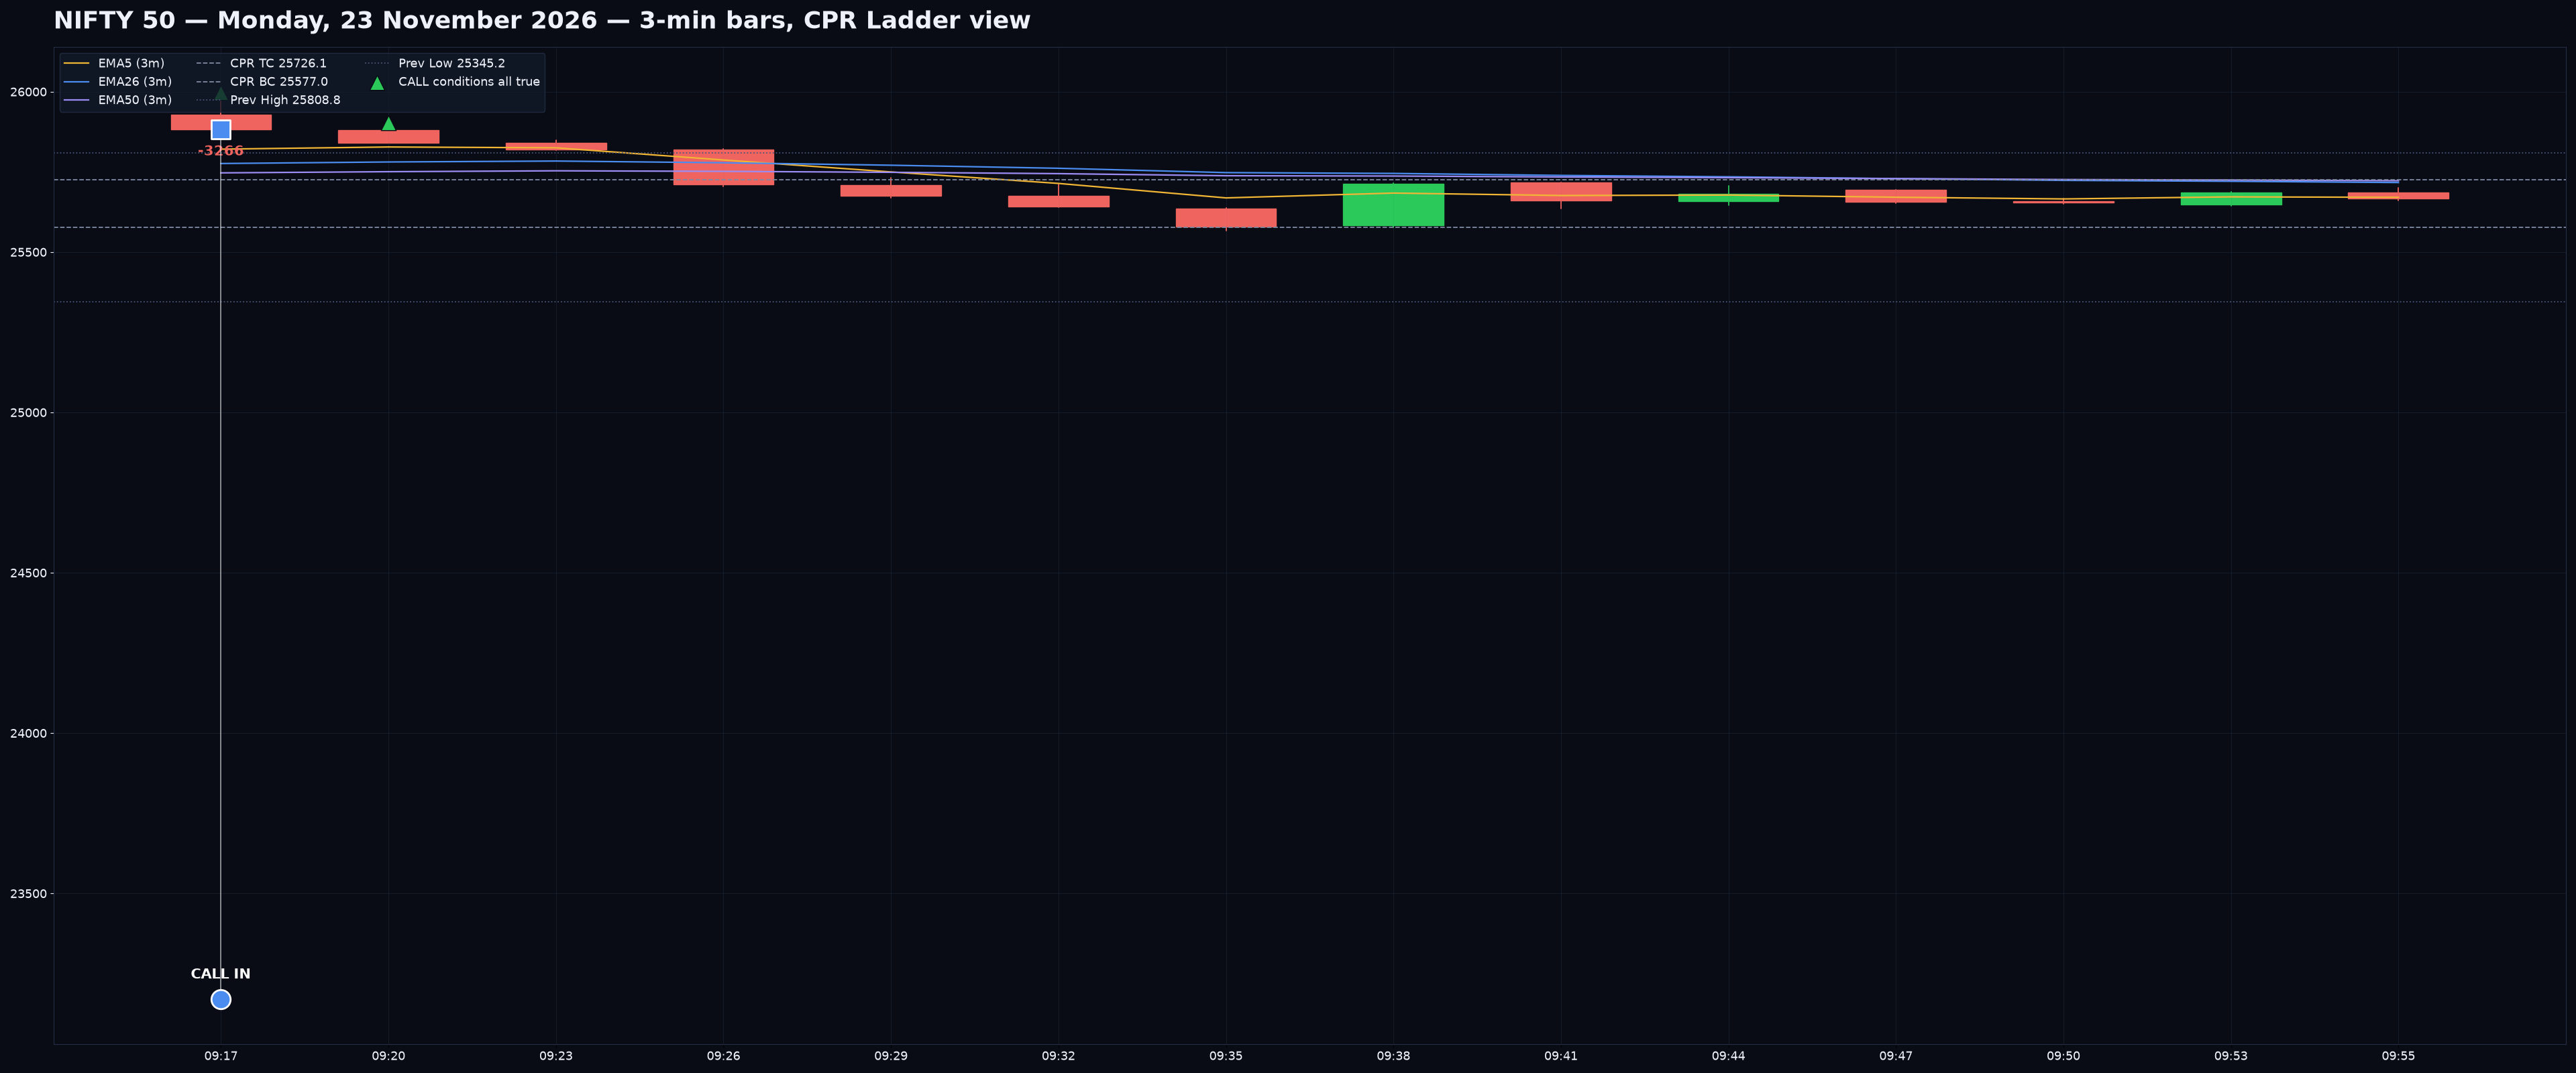 NIFTY 50 — Monday, 23 November 2026 — 3-min bars, CPR Ladder view
EMA5 (3m)
EMA26 (3m)
EMA50 (3m)
CPR TC 25726.1
CPR BC 25577.0
Prev High 25808.8
Prev Low 25345.2
CALL conditions all true
26000
25500
25000
24500
24000
23500
-3266
CALL IN
09:17 09:20 09:23 09:26 09:29 09:32 09:35 09:38 09:41 09:44 09:47 09:50 09:53 09:55